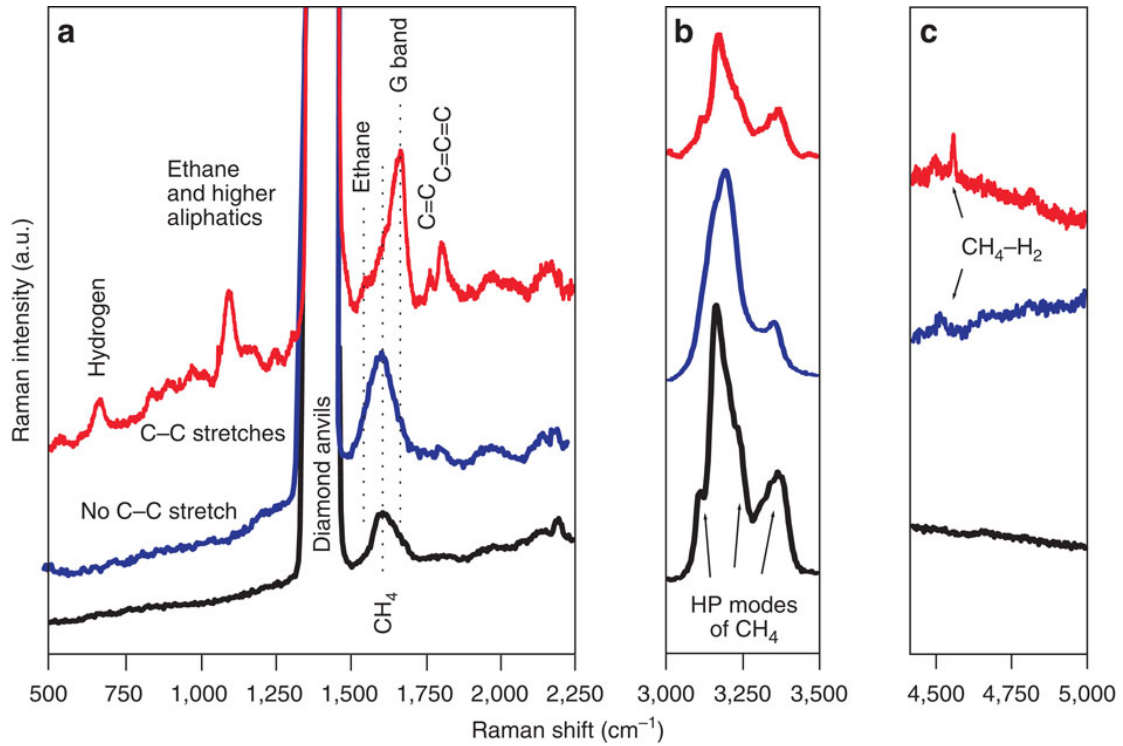 a
b
c
Raman intensity (a.u.)
Ethane
and higher
aliphatics
Hydrogen
C–C stretches
No C–C stretch
Diamond anvils
Ethane
G band
C=C
C=C=C
CH₄
HP modes
of CH₄
CH₄–H₂
500
750
1,000
1,250
1,500
1,750
2,000
2,250
3,000
3,250
3,500
4,500
4,750
5,000
Raman shift (cm⁻¹)